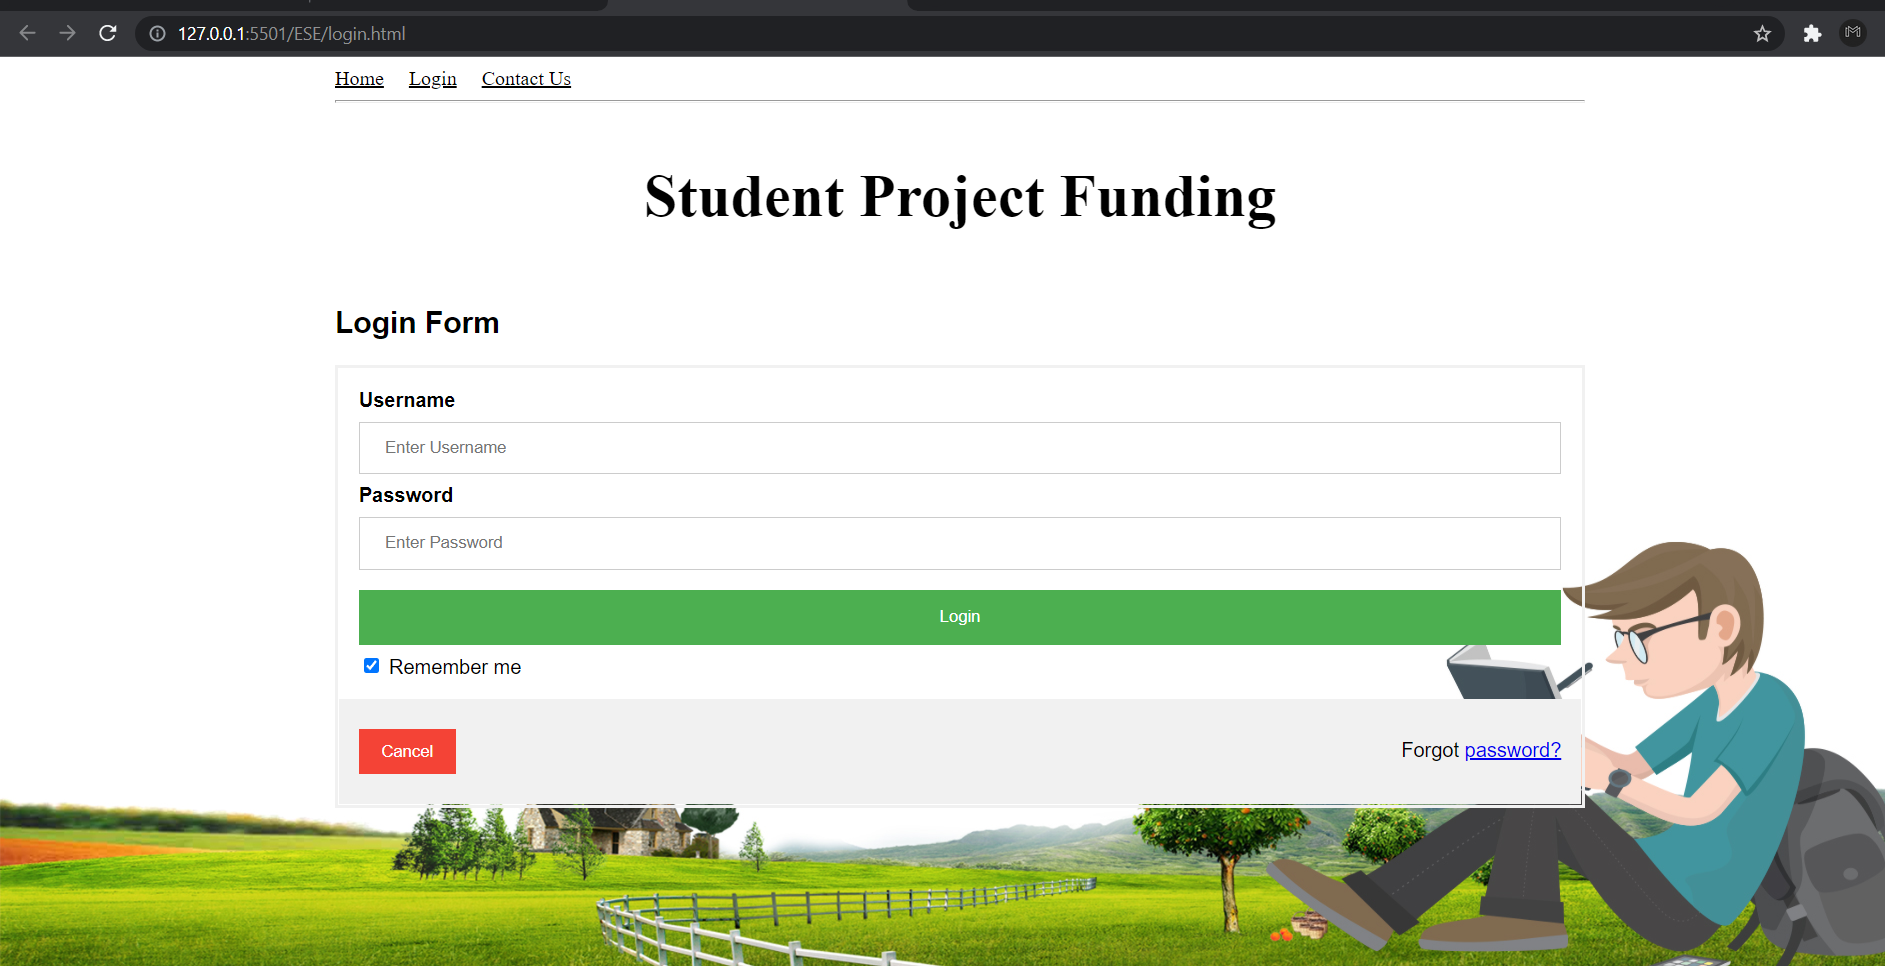 127.0.0.1:5501/ESE/login.html
Home Login Contact Us
Student Project Funding
Login Form
Username
Enter Username
Password
Enter Password
Login
Remember me
Cancel
Forgot password?